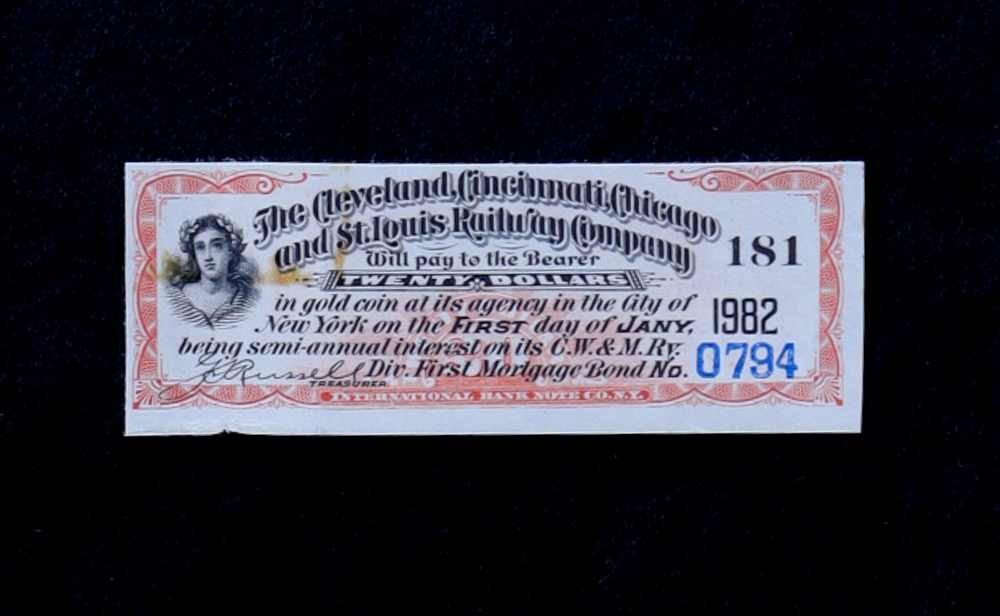 The Cleveland, Cincinnati, Chicago
and St. Louis Railway Company
181
Will pay to the Bearer
TWENTY DOLLARS
in gold coin at its agency in the City of
New York on the FIRST day of JANY, 1982
being semi-annual interest on its C.W. & M. Ry.
Russell Div. First Mortgage Bond No. 0794
TREASURER
INTERNATIONAL BANK NOTE CO. N.Y.